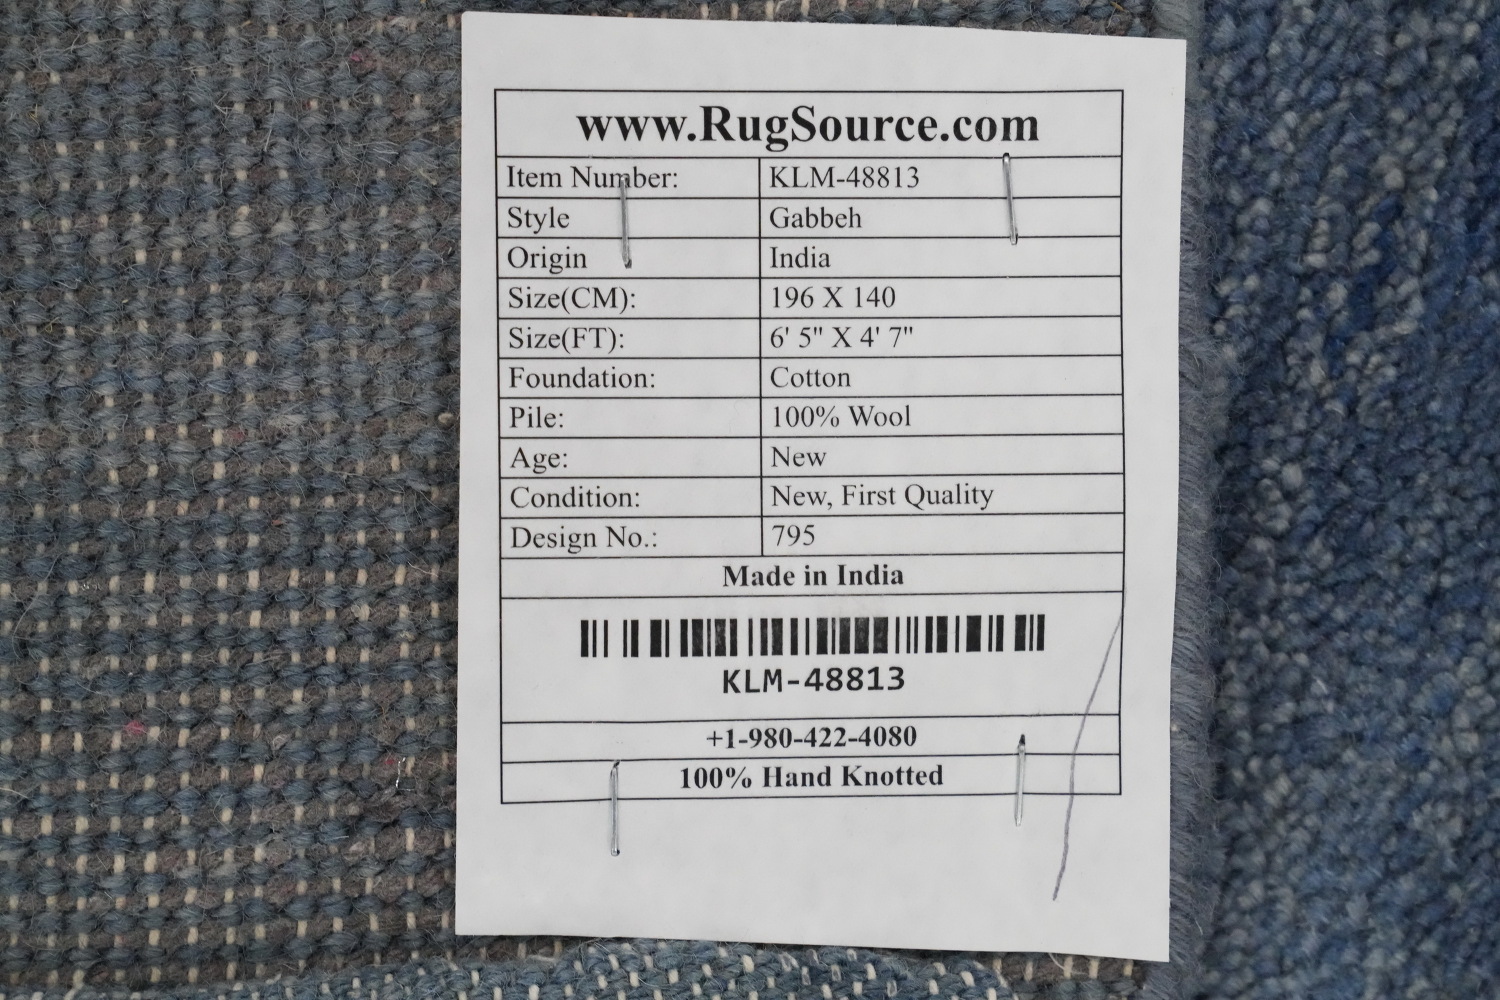 www.RugSource.com
Item Number: KLM-48813
Style Gabbeh
Origin India
Size(CM): 196 X 140
Size(FT): 6' 5" X 4' 7"
Foundation: Cotton
Pile: 100% Wool
Age: New
Condition: New, First Quality
Design No.: 795
Made in India
KLM-48813
+1-980-422-4080
100% Hand Knotted